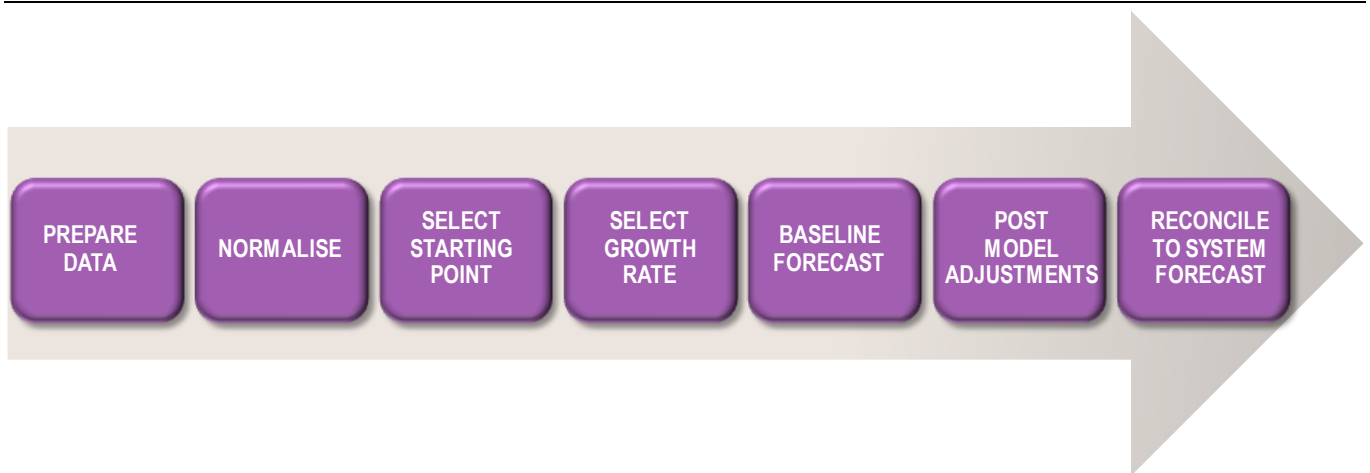 PREPARE
DATA
NORMALISE
SELECT
STARTING
POINT
SELECT
GROWTH
RATE
BASELINE
FORECAST
POST
MODEL
ADJUSTMENTS
RECONCILE
TO SYSTEM
FORECAST